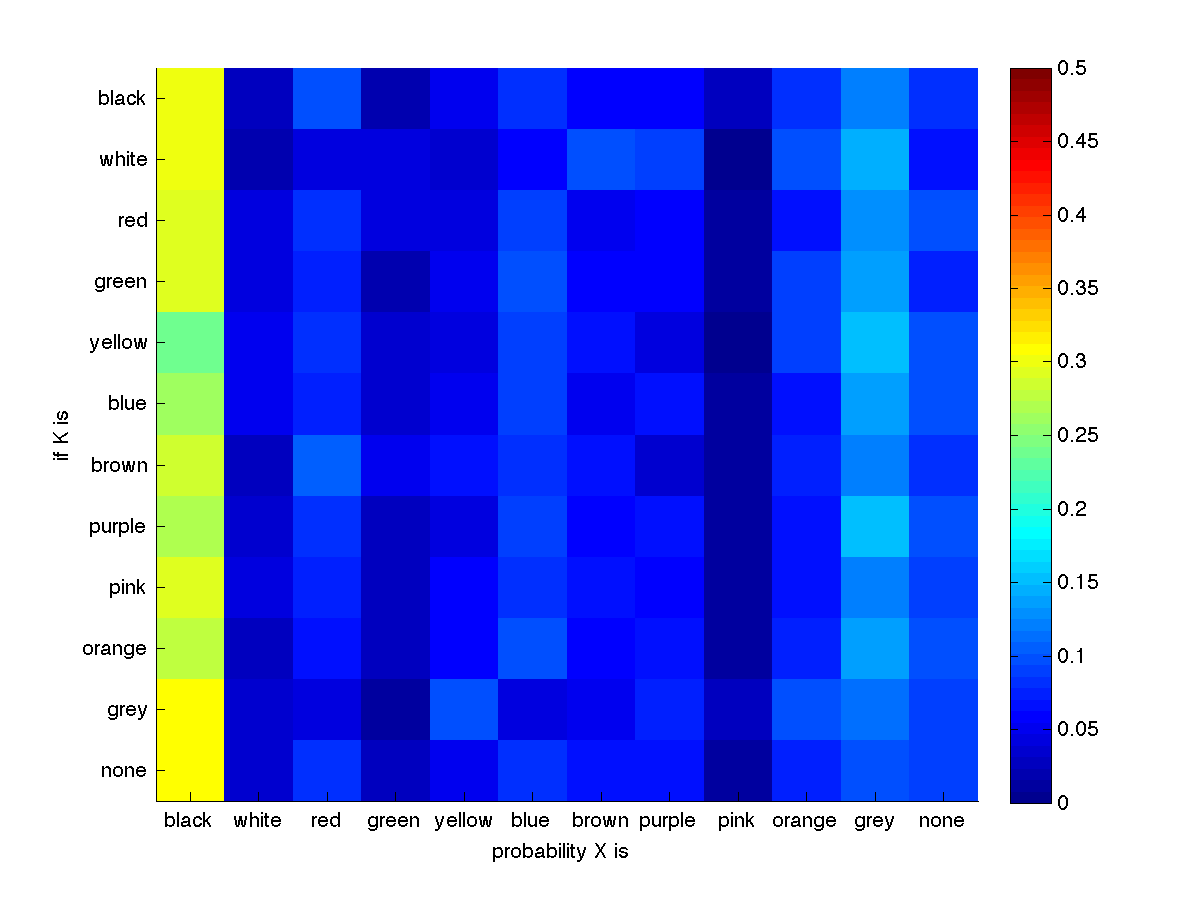 if K is
black
white
red
green
yellow
blue
brown
purple
pink
orange
grey
none
black white red green yellow blue brown purple pink orange grey none
probability X is
0.5
0.45
0.4
0.35
0.3
0.25
0.2
0.15
0.1
0.05
0